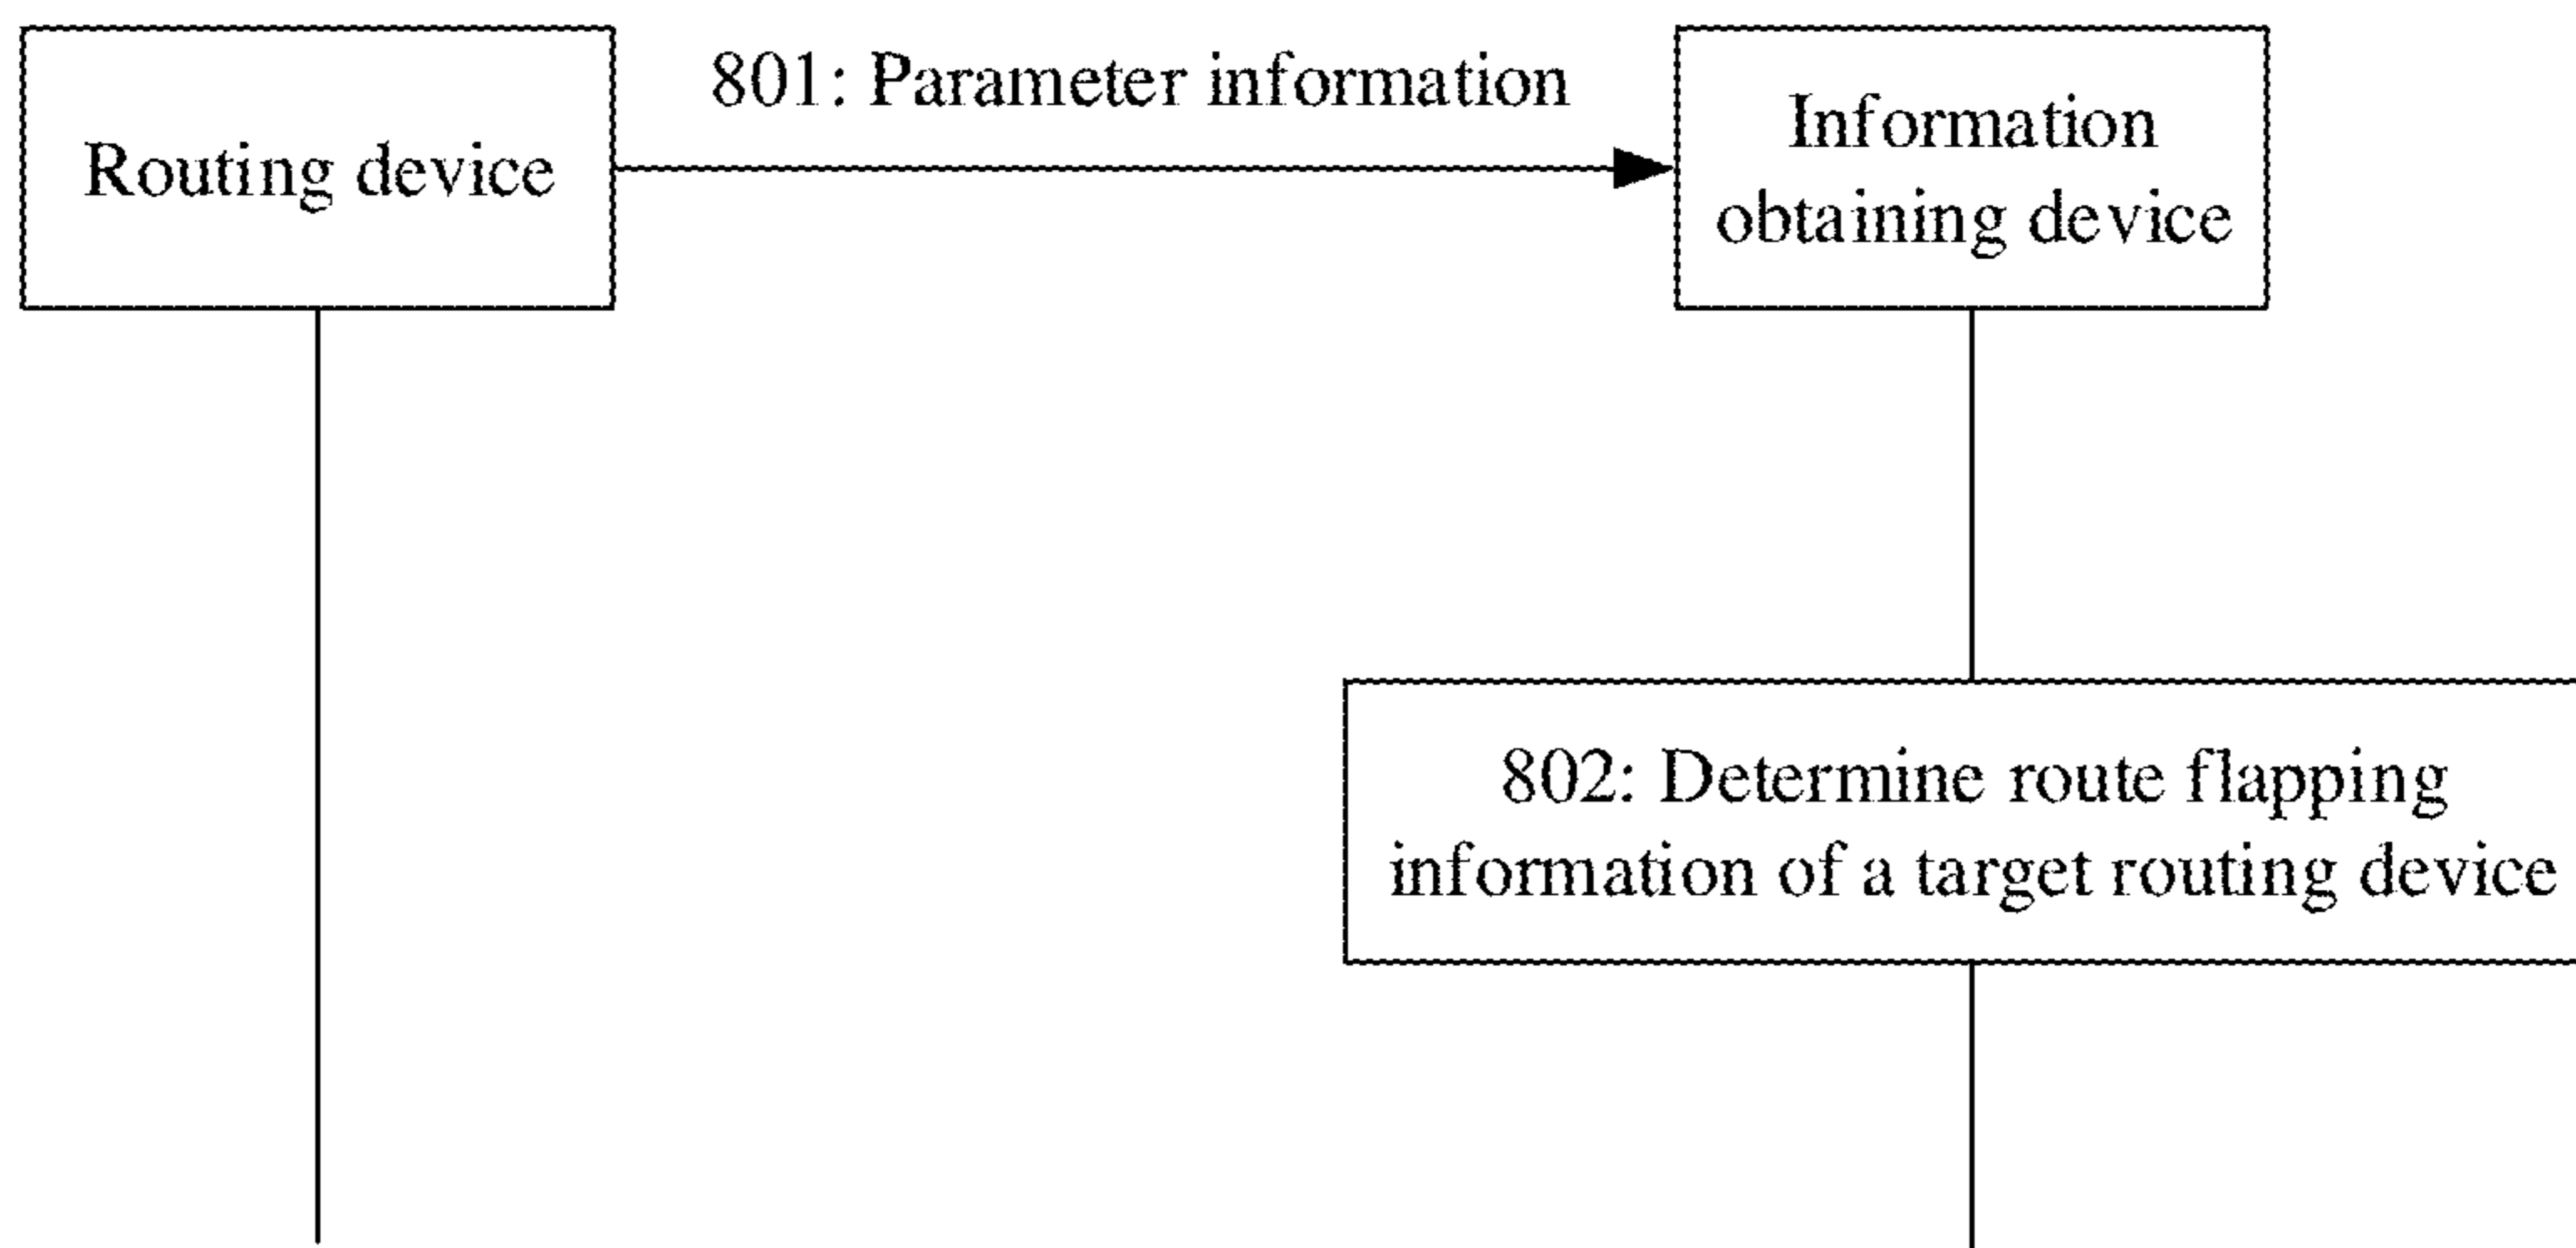 Routing device
801: Parameter information
Information
obtaining device
802: Determine route flapping
information of a target routing device